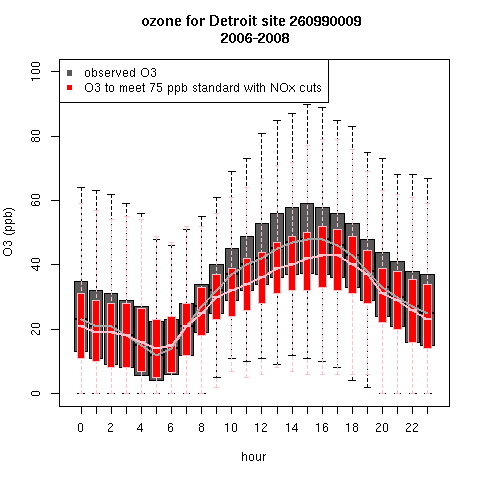 ozone for Detroit site 260990009
2006-2008
observed O3
O3 to meet 75 ppb standard with NOx cuts
O3 (ppb)
100
80
60
40
20
0
0 2 4 6 8 10 12 14 16 18 20 22
hour